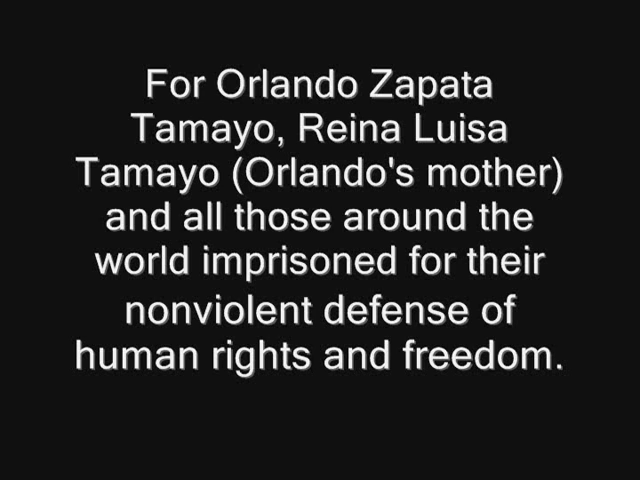 For Orlando Zapata
Tamayo, Reina Luisa
Tamayo (Orlando's mother)
and all those around the
world imprisoned for their
nonviolent defense of
human rights and freedom.